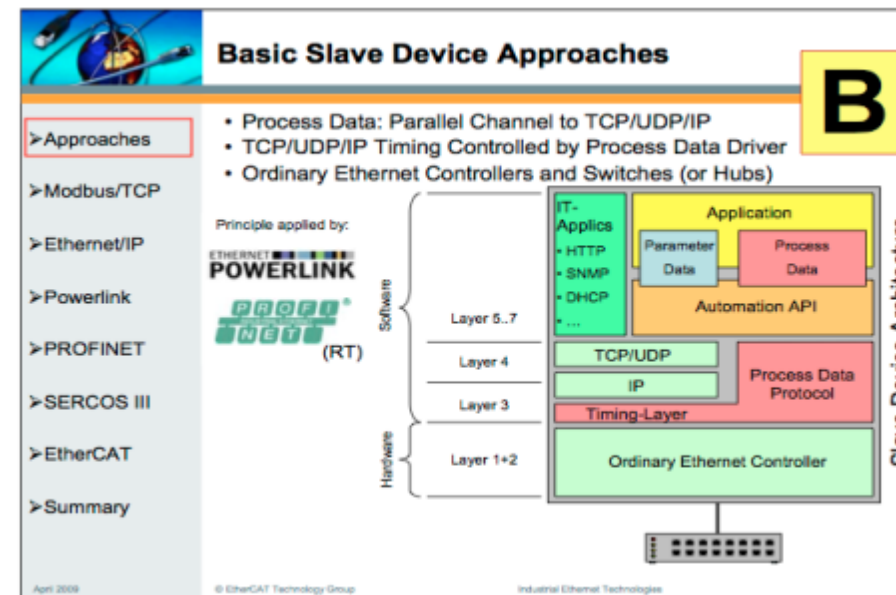 Basic Slave Device Approaches
B
➢Approaches
➢Modbus/TCP
➢Ethernet/IP
➢Powerlink
➢PROFINET
➢SERCOS III
➢EtherCAT
➢Summary
• Process Data: Parallel Channel to TCP/UDP/IP
• TCP/UDP/IP Timing Controlled by Process Data Driver
• Ordinary Ethernet Controllers and Switches (or Hubs)
Principle applied by:
ETHERNET
POWERLINK
PROFI
NET
®
(RT)
Software
Hardware
Layer 5..7
Layer 4
Layer 3
Layer 1+2
IT-
Applics
• HTTP
• SNMP
• DHCP
• ...
Application
Parameter
Data
Process
Data
Automation API
TCP/UDP
IP
Process Data
Protocol
Timing-Layer
Ordinary Ethernet Controller
April 2009
© EtherCAT Technology Group
Industrial Ethernet Technologies